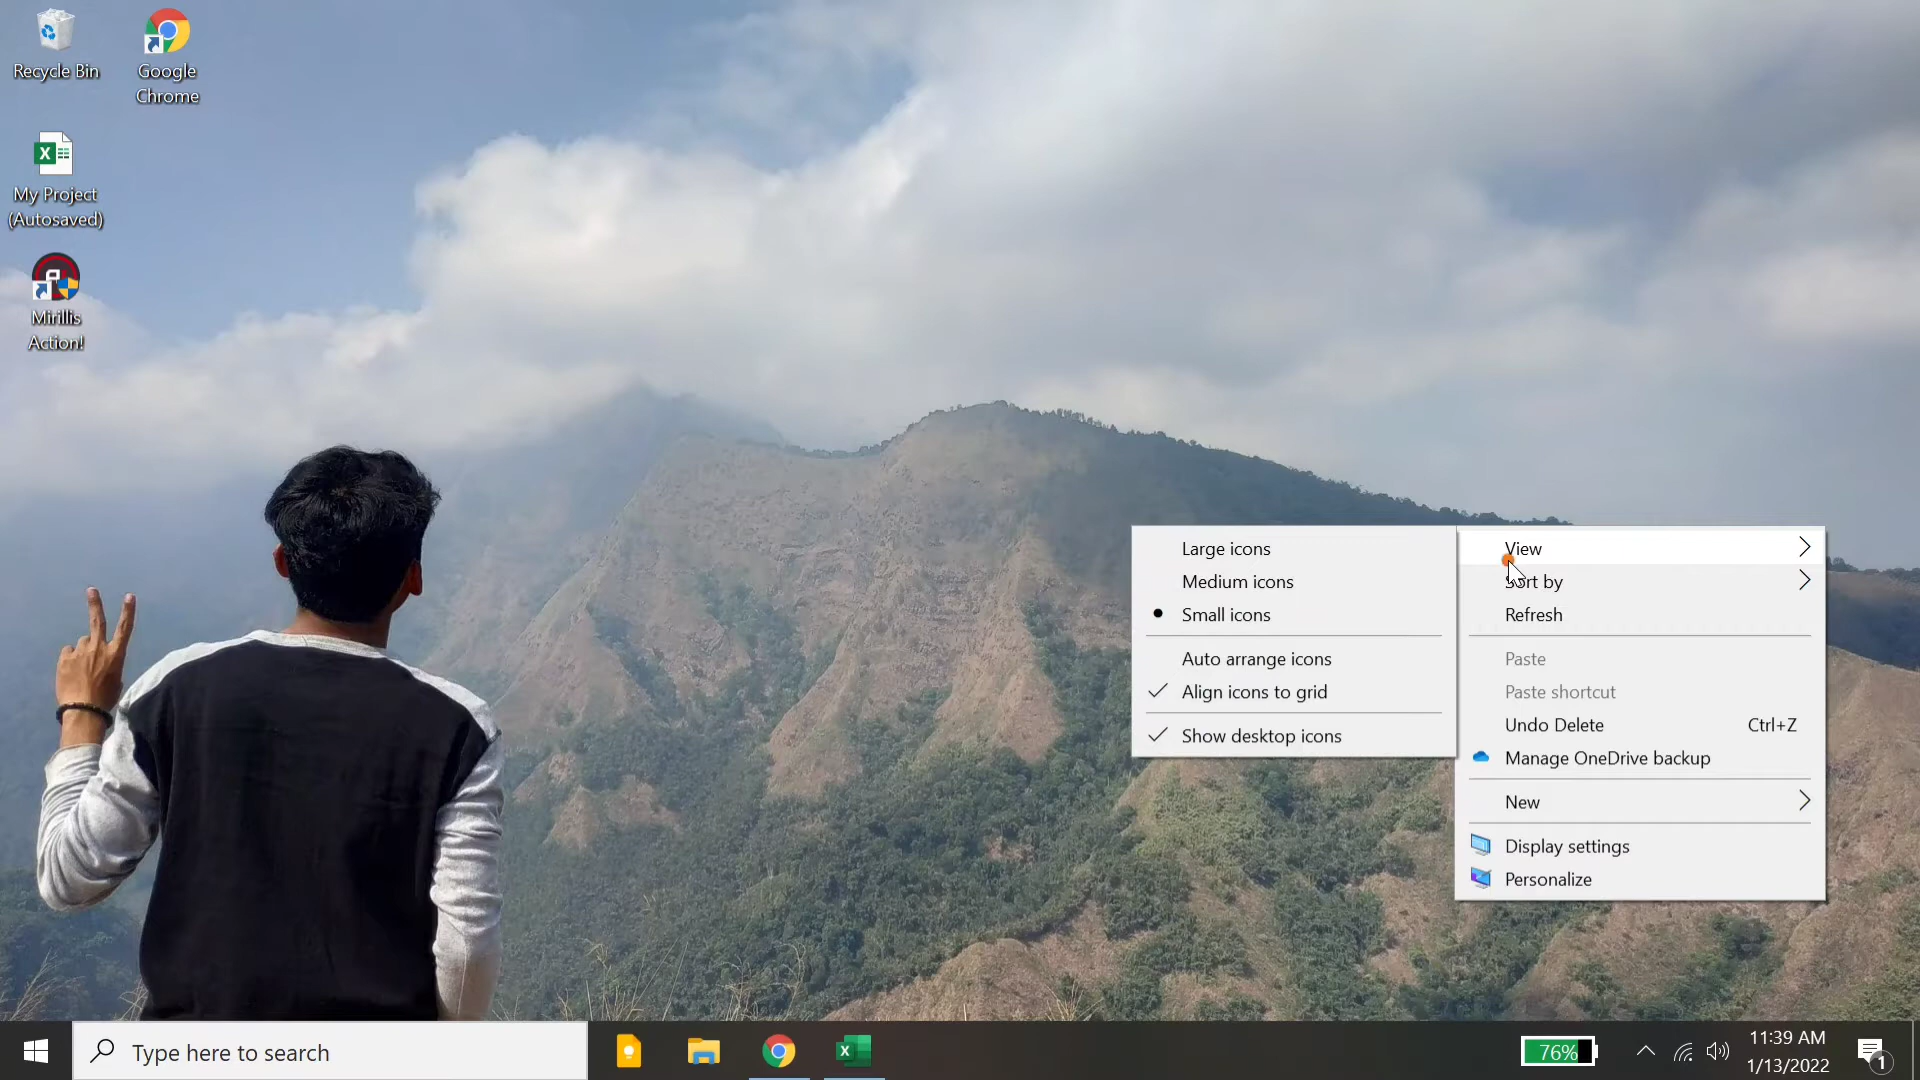 Recycle Bin
Google
Chrome
My Project
(Autosaved)
Mirillis
Action!
Large icons
Medium icons
Small icons
Auto arrange icons
Align icons to grid
Show desktop icons
View
Sort by
Refresh
Paste
Paste shortcut
Undo Delete Ctrl+Z
Manage OneDrive backup
New
Display settings
Personalize
Type here to search
76%
11:39 AM
1/13/2022
1